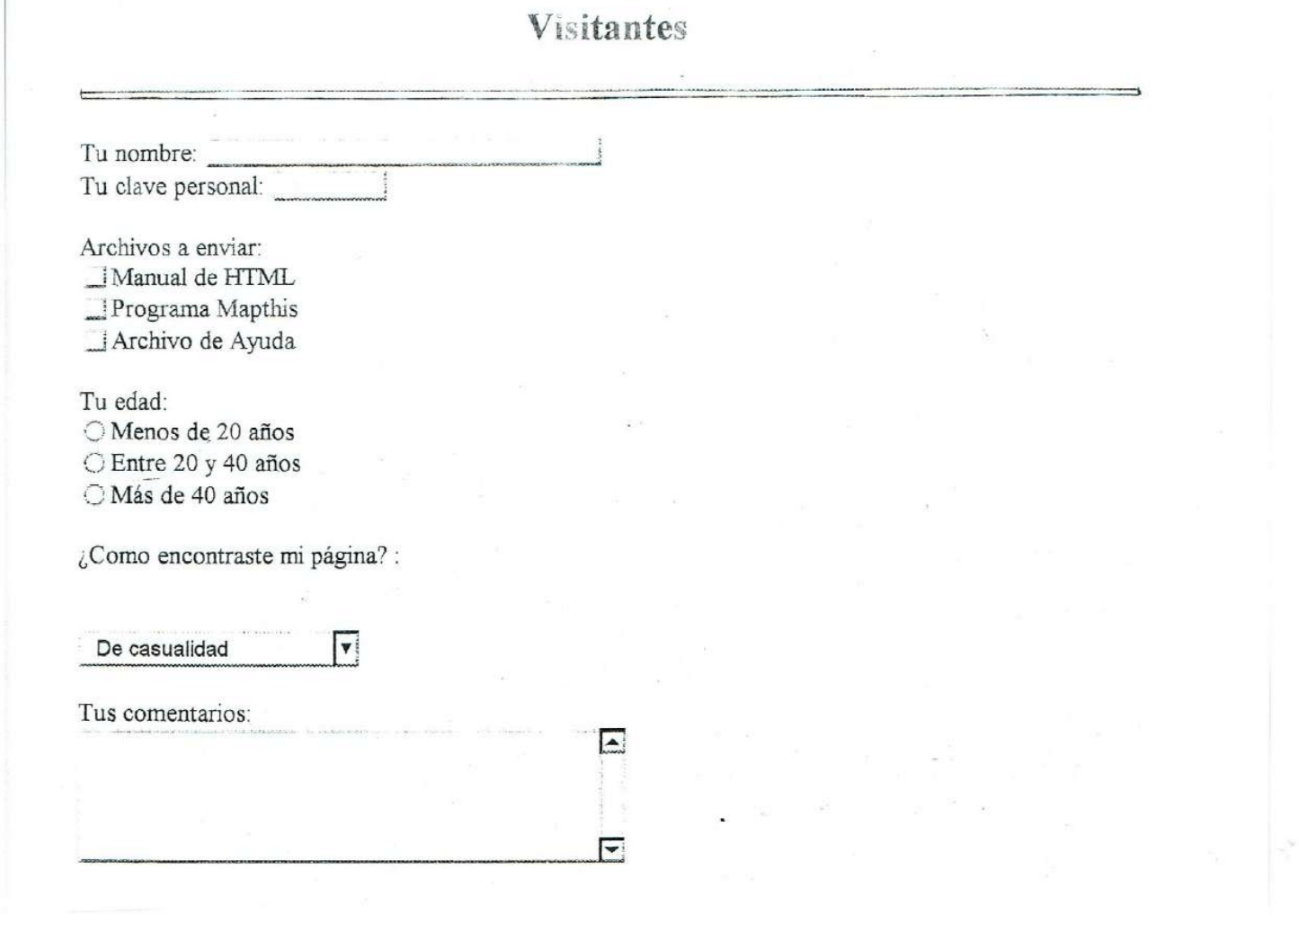 Visitantes
Tu nombre:
Tu clave personal:
Archivos a enviar:
Manual de HTML
Programa Mapthis
Archivo de Ayuda
Tu edad:
Menos de 20 años
Entre 20 y 40 años
Más de 40 años
¿Como encontraste mi página? :
De casualidad
Tus comentarios: